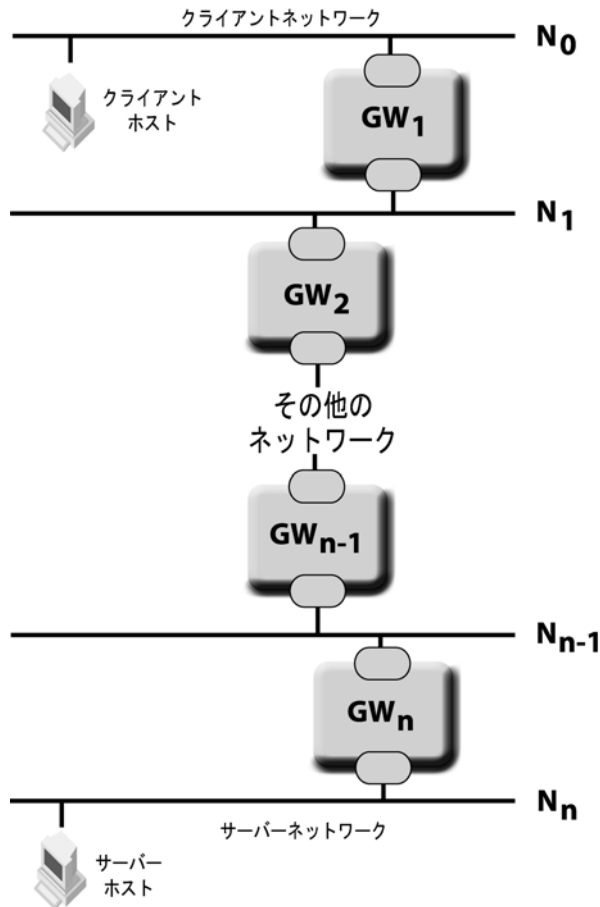 クライアントネットワーク
N0
クライアント
ホスト
GW1
N1
GW2
その他の
ネットワーク
GWn-1
Nn-1
GWn
Nn
サーバーネットワーク
サーバー
ホスト